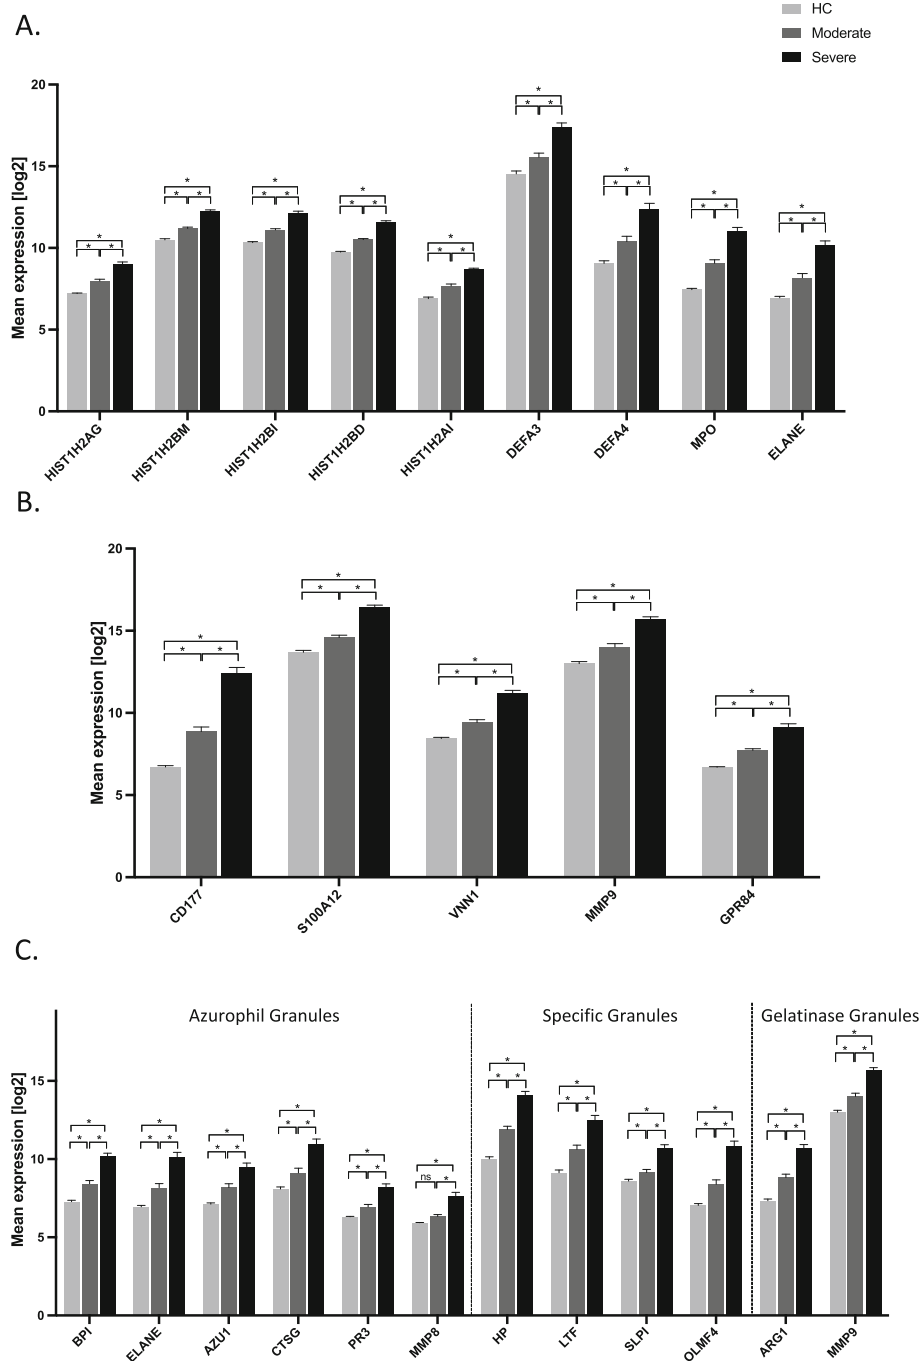 A.
HC
Moderate
Severe
Mean expression [log2]
20
15
10
5
0
* * *
* * *
* * *
* * *
* * *
* * *
* * *
* * *
* * *
HIST1H2AG HIST1H2BM HIST1H2BI HIST1H2BD HIST1H2AI DEFA3 DEFA4 MPO ELANE
B.
Mean expression [log2]
20
15
10
5
0
* * *
* * *
* * *
* * *
* * *
CD177 S100A12 VNN1 MMP9 GPR84
C.
Azurophil Granules Specific Granules Gelatinase Granules
Mean expression [log2]
15
10
5
0
* * *
* * *
* * *
* * *
* * *
* ns *
* * *
* * *
* * *
* * *
* * *
* * *
BPI ELANE AZU1 CTSG PR3 MMP8 HP LTF SLPI OLMF4 ARG1 MMP9